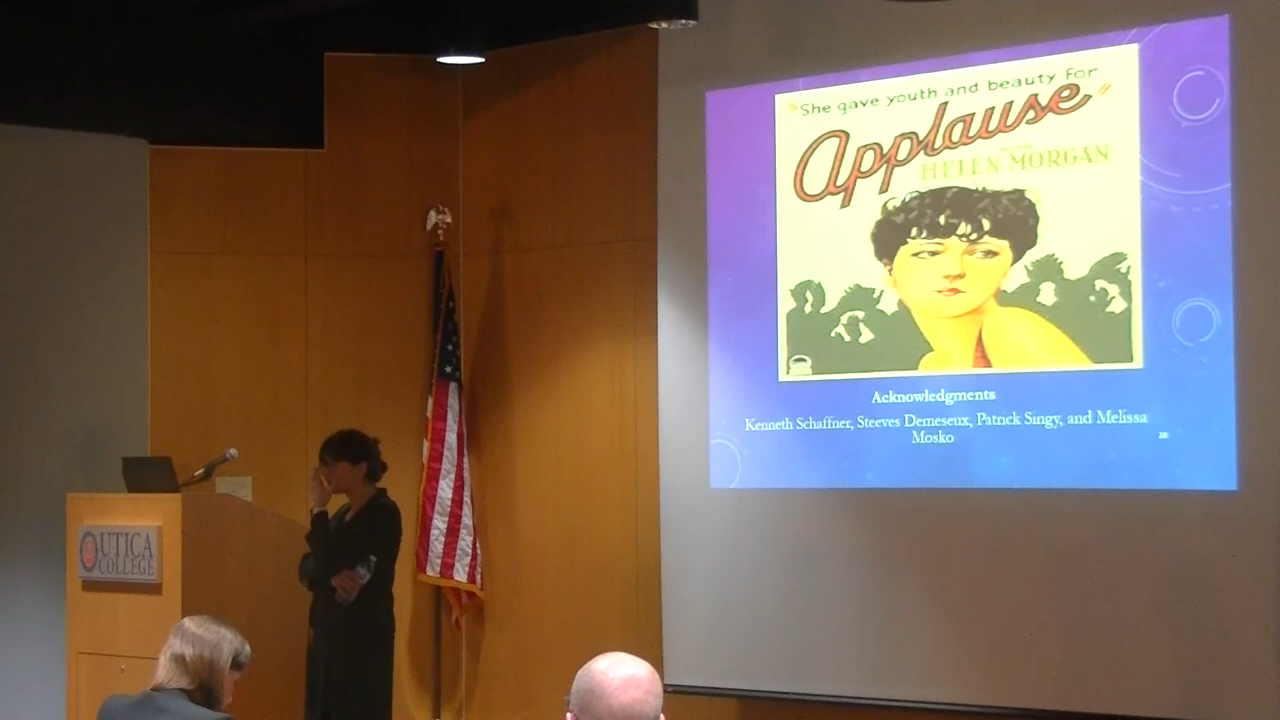 "She gave youth and beauty for
Applause"
HELEN MORGAN
Acknowledgments
Kenneth Schaffner, Steeves Demeseux, Patrick Singy, and Melissa
Mosko
28
UTICA
COLLEGE